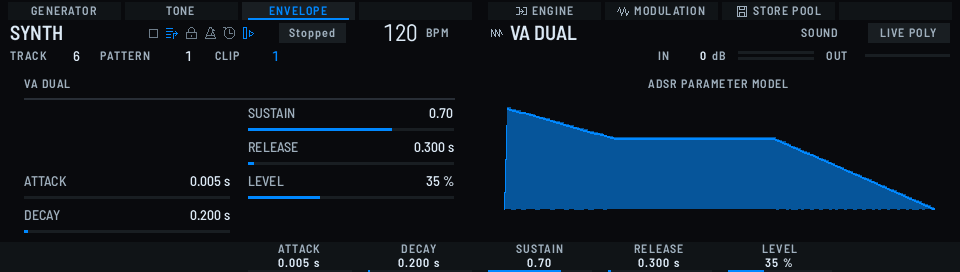 GENERATOR TONE ENVELOPE ENGINE MODULATION STORE POOL
SYNTH Stopped 120 BPM VA DUAL SOUND LIVE POLY
TRACK 6 PATTERN 1 CLIP 1 IN 0 dB OUT
VA DUAL ADSR PARAMETER MODEL
SUSTAIN 0.70
RELEASE 0.300 s
ATTACK 0.005 s LEVEL 35 %
DECAY 0.200 s
ATTACK DECAY SUSTAIN RELEASE LEVEL
0.005 s 0.200 s 0.70 0.300 s 35 %